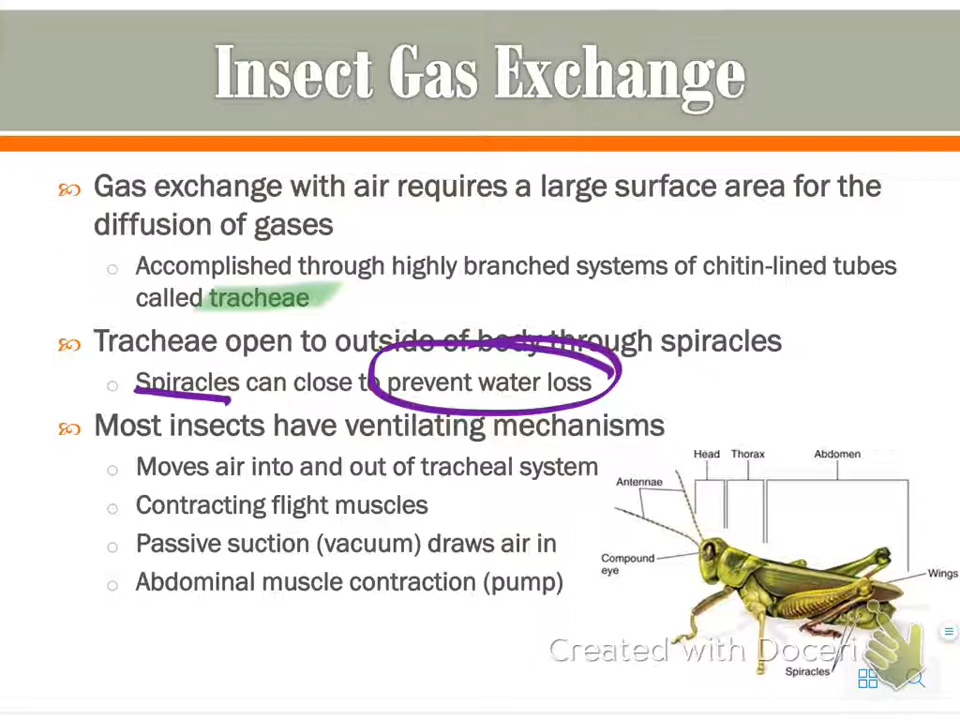 Insect Gas Exchange
Gas exchange with air requires a large surface area for the
diffusion of gases
Accomplished through highly branched systems of chitin-lined tubes
called tracheae
Tracheae open to outside of body through spiracles
Spiracles can close to prevent water loss
Most insects have ventilating mechanisms
Moves air into and out of tracheal system
Contracting flight muscles
Passive suction (vacuum) draws air in
Abdominal muscle contraction (pump)
Head Thorax Abdomen
Antennae
Compound
eye
Wings
Spiracles
Created with Doceri